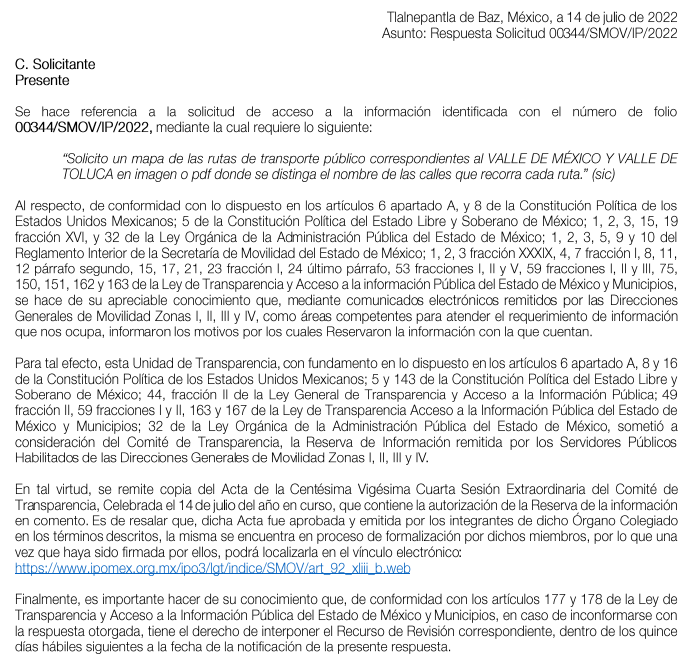 Tlalnepantla de Baz, México, a 14 de julio de 2022
Asunto: Respuesta Solicitud 00344/SMOV/IP/2022
C. Solicitante
Presente
Se hace referencia a la solicitud de acceso a la información identificada con el número de folio
00344/SMOV/IP/2022, mediante la cual requiere lo siguiente:
“Solicito un mapa de las rutas de transporte público correspondientes al VALLE DE MÉXICO Y VALLE DE
TOLUCA en imagen o pdf donde se distinga el nombre de las calles que recorra cada ruta.” (sic)
Al respecto, de conformidad con lo dispuesto en los artículos 6 apartado A, y 8 de la Constitución Política de los
Estados Unidos Mexicanos; 5 de la Constitución Política del Estado Libre y Soberano de México; 1, 2, 3, 15, 19
fracción XVI, y 32 de la Ley Orgánica de la Administración Pública del Estado de México; 1, 2, 3, 5, 9 y 10 del
Reglamento Interior de la Secretaría de Movilidad del Estado de México; 1, 2, 3 fracción XXXIX, 4, 7 fracción I, 8, 11,
12 párrafo segundo, 15, 17, 21, 23 fracción I, 24 último párrafo, 53 fracciones I, II y V, 59 fracciones I, II y III, 75,
150, 151, 162 y 163 de la Ley de Transparencia y Acceso a la información Pública del Estado de México y Municipios,
se hace de su apreciable conocimiento que, mediante comunicados electrónicos remitidos por las Direcciones
Generales de Movilidad Zonas I, II, III y IV, como áreas competentes para atender el requerimiento de información
que nos ocupa, informaron los motivos por los cuales Reservaron la información con la que cuentan.
Para tal efecto, esta Unidad de Transparencia, con fundamento en lo dispuesto en los artículos 6 apartado A, 8 y 16
de la Constitución Política de los Estados Unidos Mexicanos; 5 y 143 de la Constitución Política del Estado Libre y
Soberano de México; 44, fracción II de la Ley General de Transparencia y Acceso a la Información Pública; 49
fracción II, 59 fracciones I y II, 163 y 167 de la Ley de Transparencia Acceso a la Información Pública del Estado de
México y Municipios; 32 de la Ley Orgánica de la Administración Pública del Estado de México, sometió a
consideración del Comité de Transparencia, la Reserva de Información remitida por los Servidores Públicos
Habilitados de las Direcciones Generales de Movilidad Zonas I, II, III y IV.
En tal virtud, se remite copia del Acta de la Centésima Vigésima Cuarta Sesión Extraordinaria del Comité de
Transparencia, Celebrada el 14 de julio del año en curso, que contiene la autorización de la Reserva de la información
en comento. Es de resalar que, dicha Acta fue aprobada y emitida por los integrantes de dicho Órgano Colegiado
en los términos descritos, la misma se encuentra en proceso de formalización por dichos miembros, por lo que una
vez que haya sido firmada por ellos, podrá localizarla en el vínculo electrónico:
https://www.ipomex.org.mx/ipo3/lgt/indice/SMOV/art_92_xliii_b.web
Finalmente, es importante hacer de su conocimiento que, de conformidad con los artículos 177 y 178 de la Ley de
Transparencia y Acceso a la Información Pública del Estado de México y Municipios, en caso de inconformarse con
la respuesta otorgada, tiene el derecho de interponer el Recurso de Revisión correspondiente, dentro de los quince
días hábiles siguientes a la fecha de la notificación de la presente respuesta.